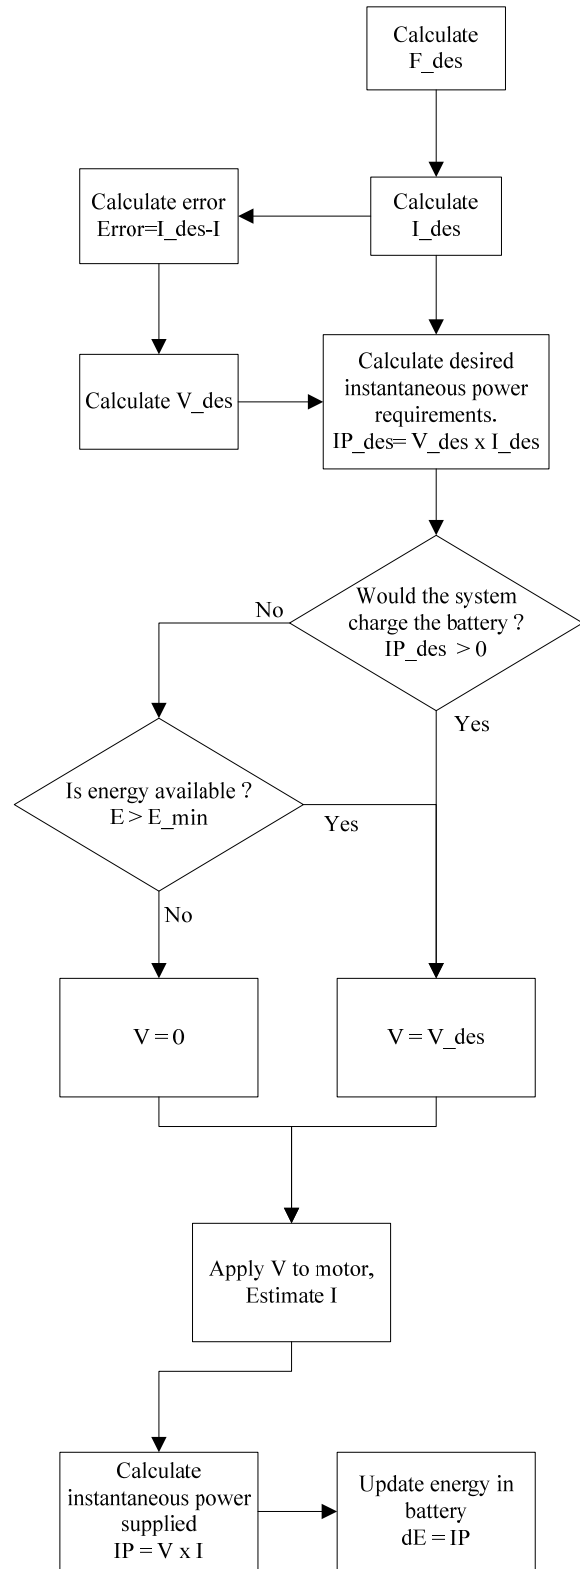 Calculate
F_des
Calculate error
Error=I_des-I
Calculate
I_des
Calculate V_des
Calculate desired
instantaneous power
requirements.
IP_des= V_des x I_des
Would the system
charge the battery ?
IP_des > 0
No
Yes
Is energy available ?
E > E_min
Yes
No
V = 0
V = V_des
Apply V to motor,
Estimate I
Calculate
instantaneous power
supplied
IP = V x I
Update energy in
battery
dE = IP